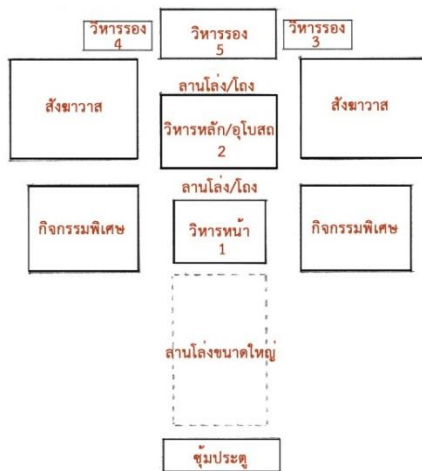 วิหารรอง
4
วิหารรอง
5
วิหารรอง
3
ลานโล่ง/โถง
สังฆาวาส
วิหารหลัก/อุโบสถ
2
สังฆาวาส
ลานโล่ง/โถง
กิจกรรมพิเศษ
วิหารหน้า
1
กิจกรรมพิเศษ
ลานโล่งขนาดใหญ่
ซุ้มประตู